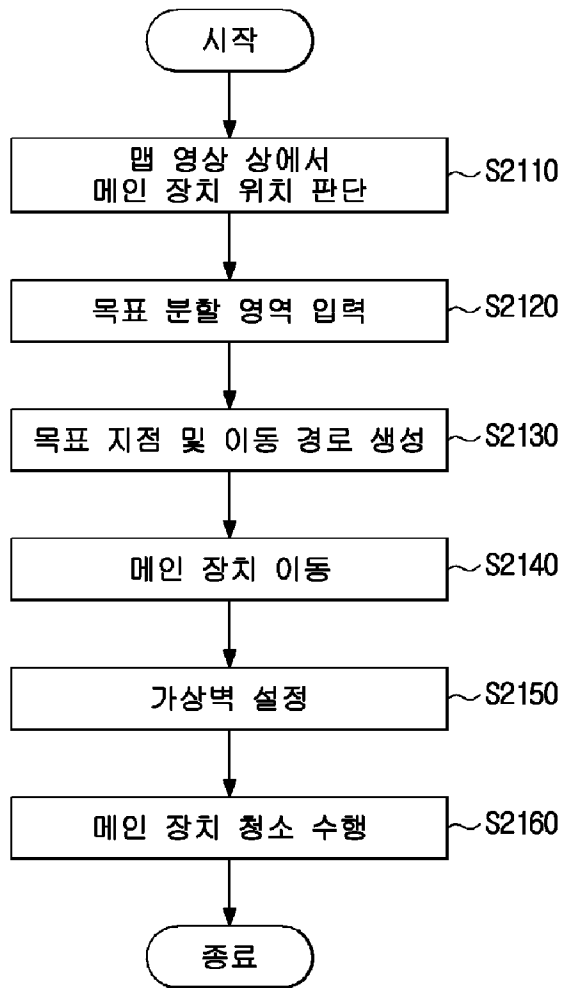 시작
맵 영상 상에서
메인 장치 위치 판단
S2110
목표 분할 영역 입력
S2120
목표 지점 및 이동 경로 생성
S2130
메인 장치 이동
S2140
가상벽 설정
S2150
메인 장치 청소 수행
S2160
종료